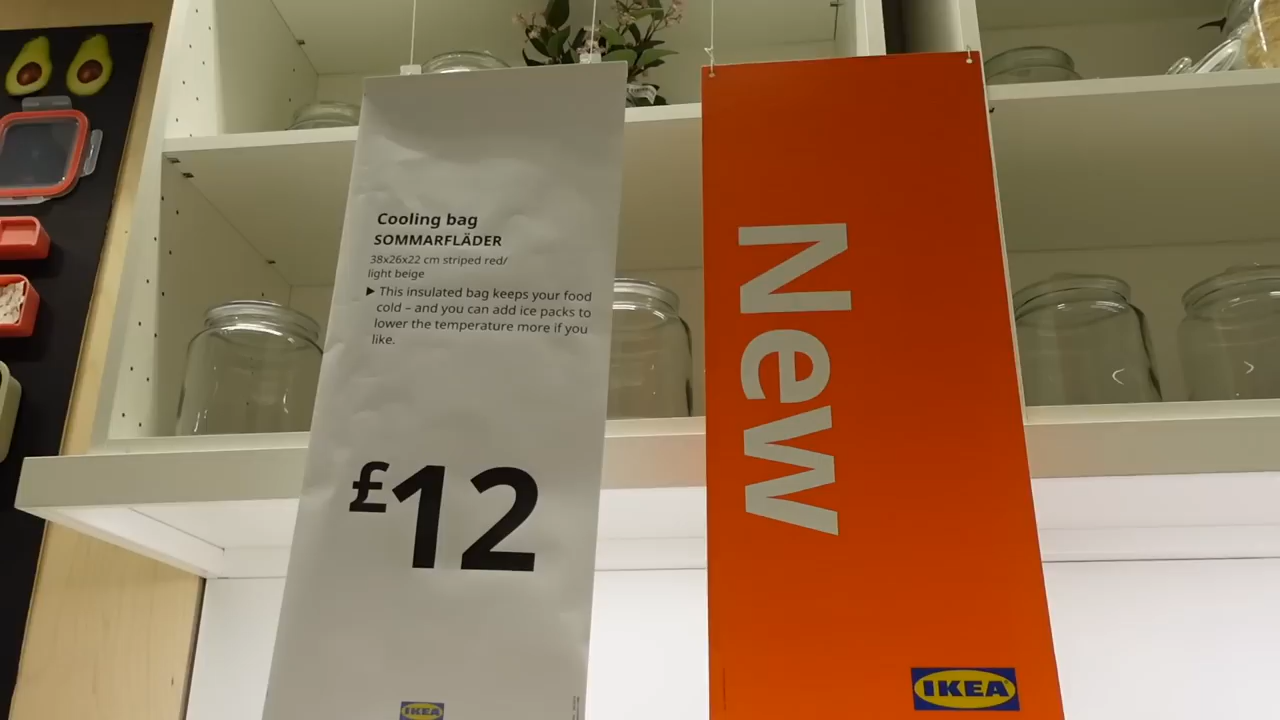 Cooling bag
SOMMARFLÄDER
38x26x22 cm striped red/
light beige
▶ This insulated bag keeps your food
cold – and you can add ice packs to
lower the temperature more if you
like.
£12
IKEA
New
IKEA